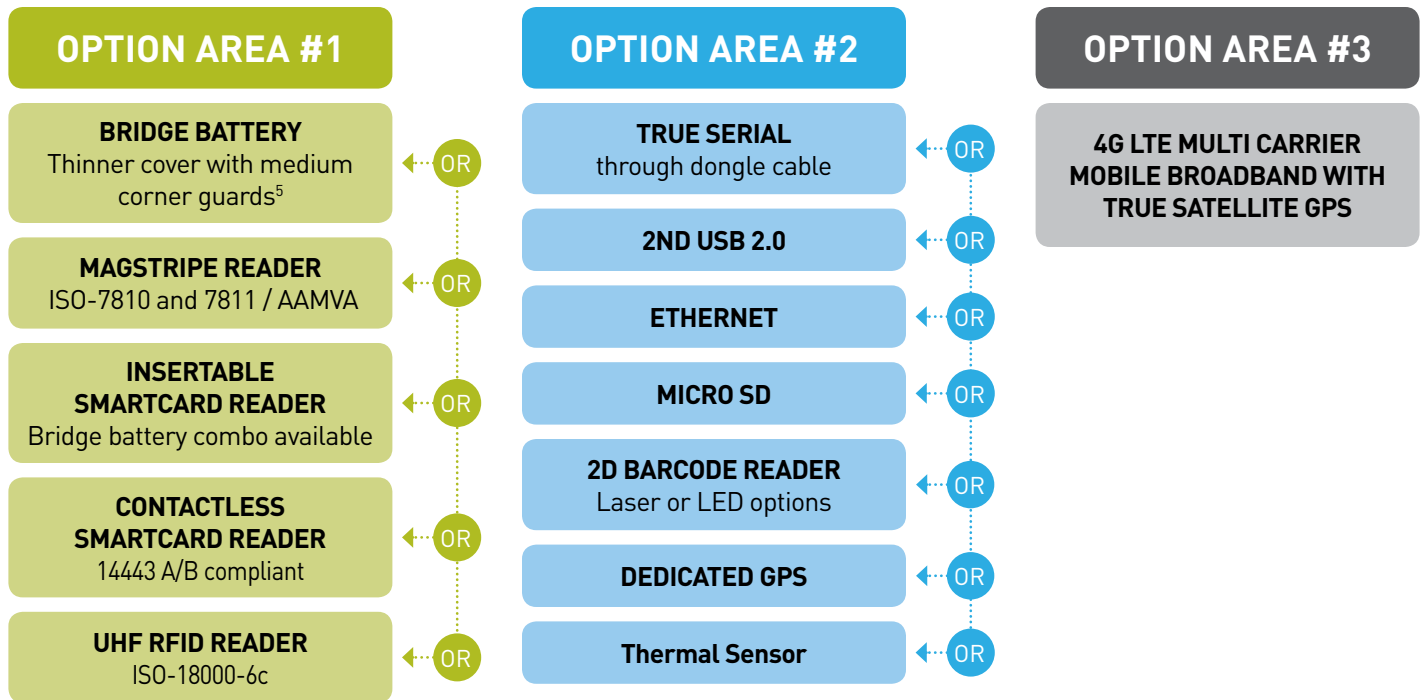 OPTION AREA #1
BRIDGE BATTERY
Thinner cover with medium
corner guards5
OR
MAGSTRIPE READER
ISO-7810 and 7811 / AAMVA
OR
INSERTABLE
SMARTCARD READER
Bridge battery combo available
OR
CONTACTLESS
SMARTCARD READER
14443 A/B compliant
OR
UHF RFID READER
ISO-18000-6c
OR
OPTION AREA #2
TRUE SERIAL
through dongle cable
OR
2ND USB 2.0
OR
ETHERNET
OR
MICRO SD
OR
2D BARCODE READER
Laser or LED options
OR
DEDICATED GPS
OR
Thermal Sensor
OR
OPTION AREA #3
4G LTE MULTI CARRIER
MOBILE BROADBAND WITH
TRUE SATELLITE GPS